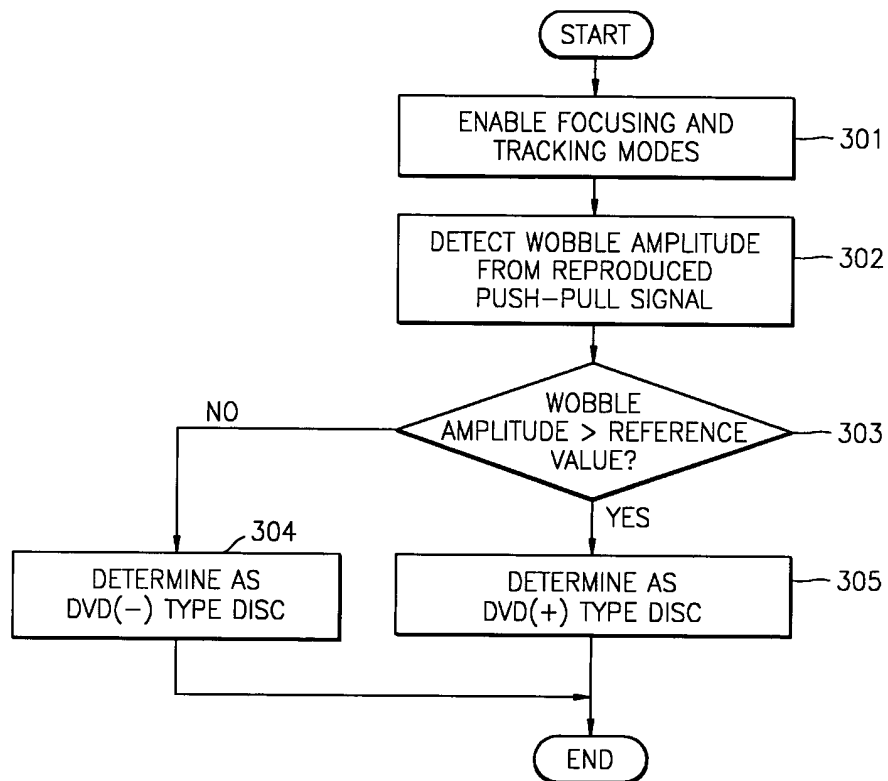 START
ENABLE FOCUSING AND
TRACKING MODES
301
DETECT WOBBLE AMPLITUDE
FROM REPRODUCED
PUSH-PULL SIGNAL
302
WOBBLE
AMPLITUDE > REFERENCE
VALUE?
303
NO
YES
304
DETERMINE AS
DVD(-) TYPE DISC
DETERMINE AS
DVD(+) TYPE DISC
305
END